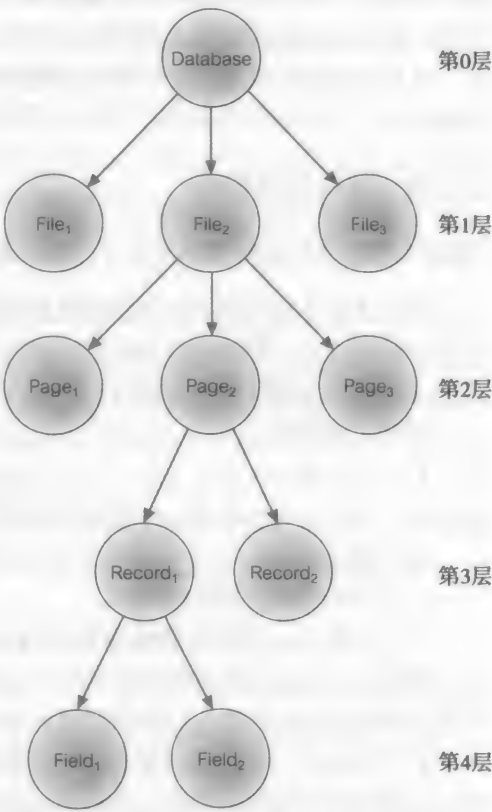 Database 第0层
File₁ File₂ File₃ 第1层
Page₁ Page₂ Page₃ 第2层
Record₁ Record₂ 第3层
Field₁ Field₂ 第4层